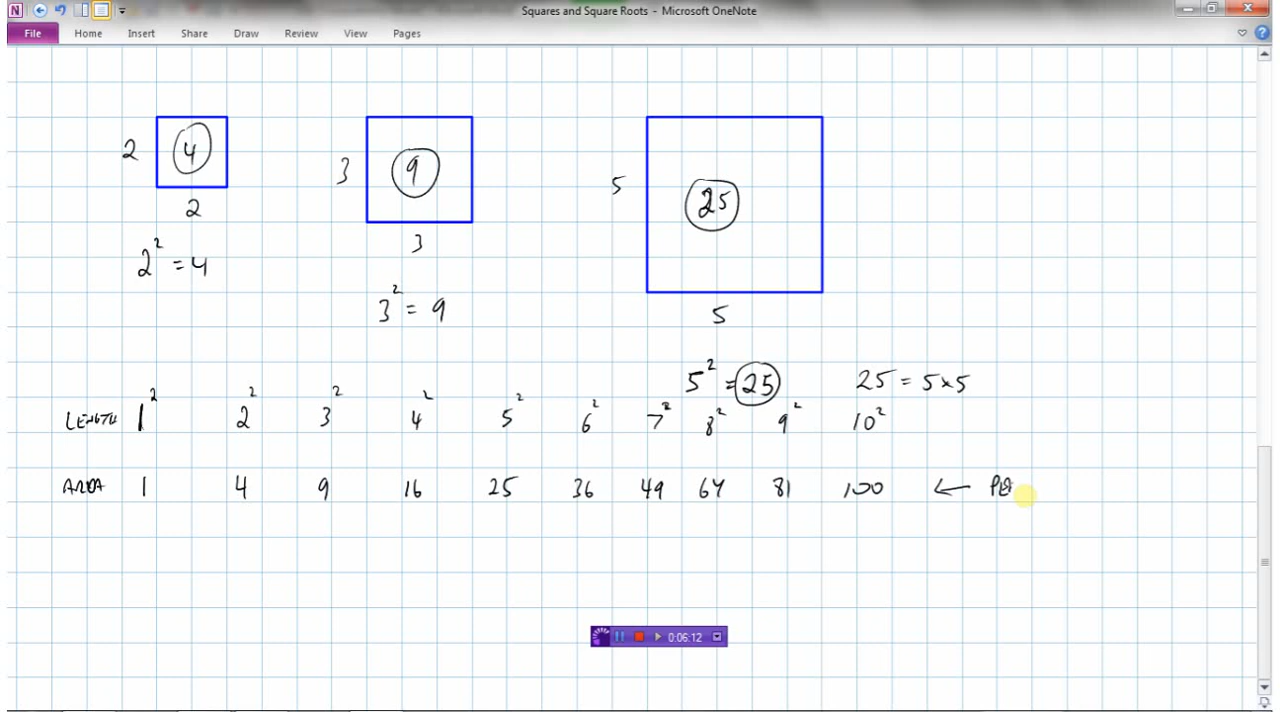 Squares and Square Roots - Microsoft OneNote
File Home Insert Share Draw Review View Pages
2 4 3 9 5 25
2 3 5
2² = 4
3² = 9
5² = 25 25 = 5×5
LENGTH 1² 2² 3² 4² 5² 6² 7² 8² 9² 10²
AREA 1 4 9 16 25 36 49 64 81 100 ←
0:06:12